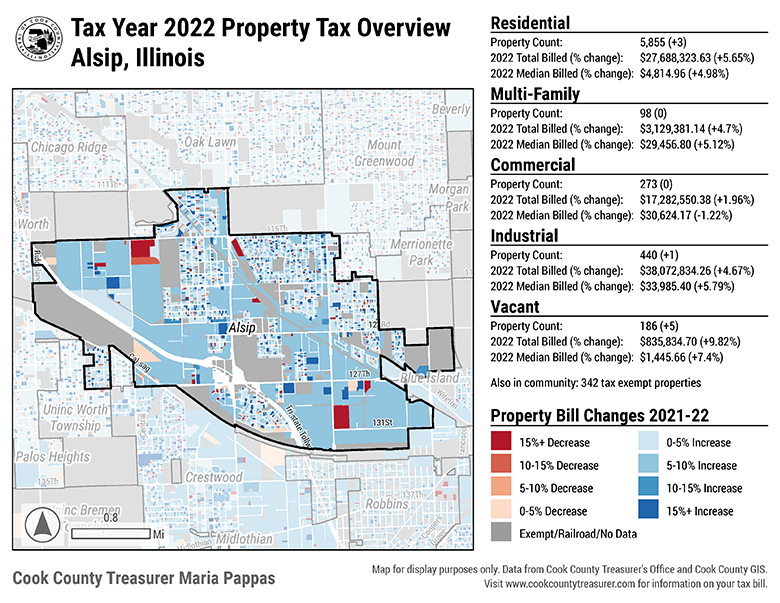 Tax Year 2022 Property Tax Overview
Alsip, Illinois
Residential
Property Count: 5,855 (+3)
2022 Total Billed (% change): $27,688,323.63 (+5.65%)
2022 Median Billed (% change): $4,814.96 (+4.98%)
Multi-Family
Property Count: 98 (0)
2022 Total Billed (% change): $3,129,381.14 (+4.7%)
2022 Median Billed (% change): $29,456.80 (+5.12%)
Commercial
Property Count: 273 (0)
2022 Total Billed (% change): $17,282,550.38 (+1.96%)
2022 Median Billed (% change): $30,624.17 (-1.22%)
Industrial
Property Count: 440 (+1)
2022 Total Billed (% change): $38,072,834.26 (+4.67%)
2022 Median Billed (% change): $33,985.40 (+5.79%)
Vacant
Property Count: 186 (+5)
2022 Total Billed (% change): $835,834.70 (+9.82%)
2022 Median Billed (% change): $1,445.66 (+7.4%)
Also in community: 342 tax exempt properties
Property Bill Changes 2021-22
15%+ Decrease
10-15% Decrease
5-10% Decrease
0-5% Decrease
Exempt/Railroad/No Data
0-5% Increase
5-10% Increase
10-15% Increase
15%+ Increase
Beverly
Chicago Ridge
Oak Lawn
Mount
Greenwood
111th
Morgan
Park
Worth
115th
Merrionette
Park
Alsip
Cal sag
127th
Blue Island
Tri-state Tollw
131St
Uninc Worth
Township
Palos Heights
135th
Crestwood
137th
Robbins
inc Bremen
Midlothian
0.8
Mi
Cook County Treasurer Maria Pappas
Map for display purposes only. Data from Cook County Treasurer's Office and Cook County GIS.
Visit www.cookcountytreasurer.com for information on your tax bill.